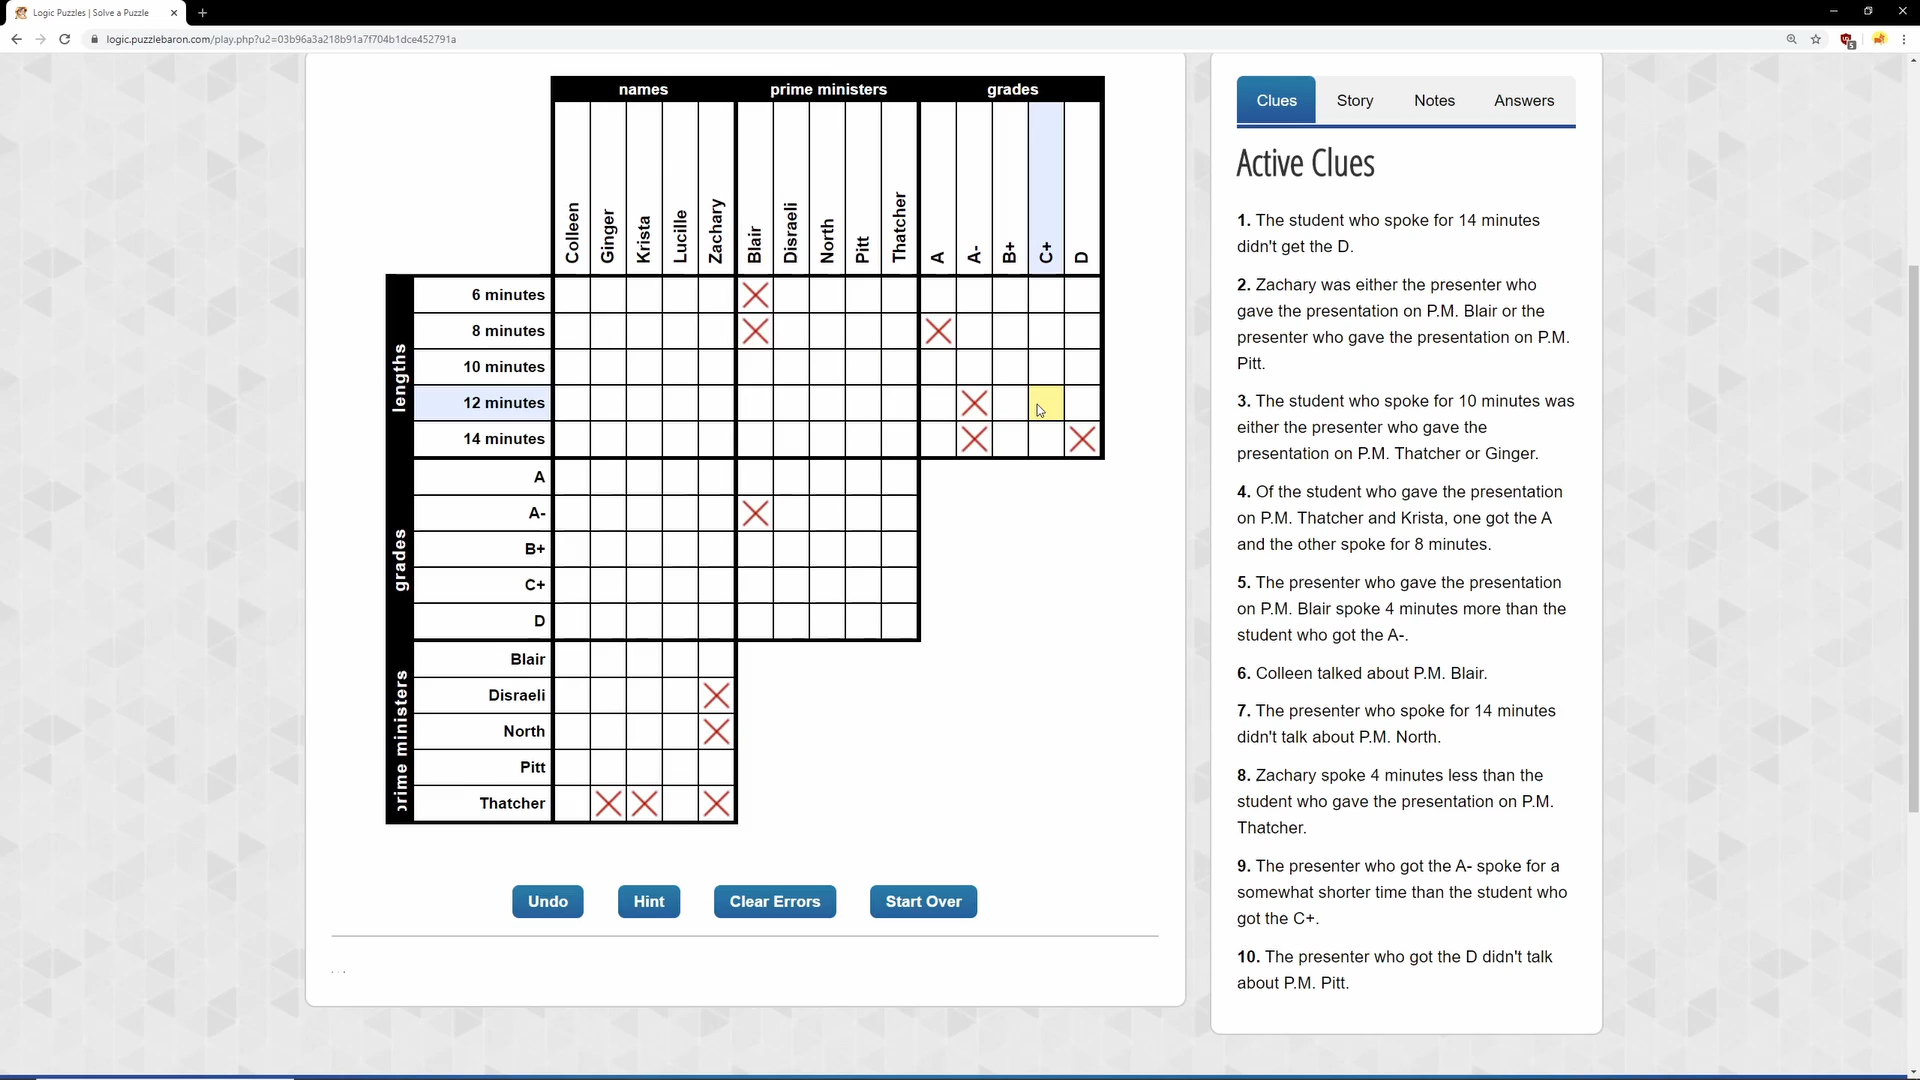 Logic Puzzles | Solve a Puzzle
logic.puzzlebaron.com/play.php?u2=03b96a3a218b91a7f704b1dce452791a
5
names
prime ministers
grades
Colleen
Ginger
Krista
Lucille
Zachary
Blair
Disraeli
North
Pitt
Thatcher
A
A-
B+
C+
D
lengths
6 minutes
8 minutes
10 minutes
12 minutes
14 minutes
grades
A
A-
B+
C+
D
prime ministers
Blair
Disraeli
North
Pitt
Thatcher
Undo
Hint
Clear Errors
Start Over
. . .
Clues
Story
Notes
Answers
Active Clues
1. The student who spoke for 14 minutes
didn't get the D.
2. Zachary was either the presenter who
gave the presentation on P.M. Blair or the
presenter who gave the presentation on P.M.
Pitt.
3. The student who spoke for 10 minutes was
either the presenter who gave the
presentation on P.M. Thatcher or Ginger.
4. Of the student who gave the presentation
on P.M. Thatcher and Krista, one got the A
and the other spoke for 8 minutes.
5. The presenter who gave the presentation
on P.M. Blair spoke 4 minutes more than the
student who got the A-.
6. Colleen talked about P.M. Blair.
7. The presenter who spoke for 14 minutes
didn't talk about P.M. North.
8. Zachary spoke 4 minutes less than the
student who gave the presentation on P.M.
Thatcher.
9. The presenter who got the A- spoke for a
somewhat shorter time than the student who
got the C+.
10. The presenter who got the D didn't talk
about P.M. Pitt.